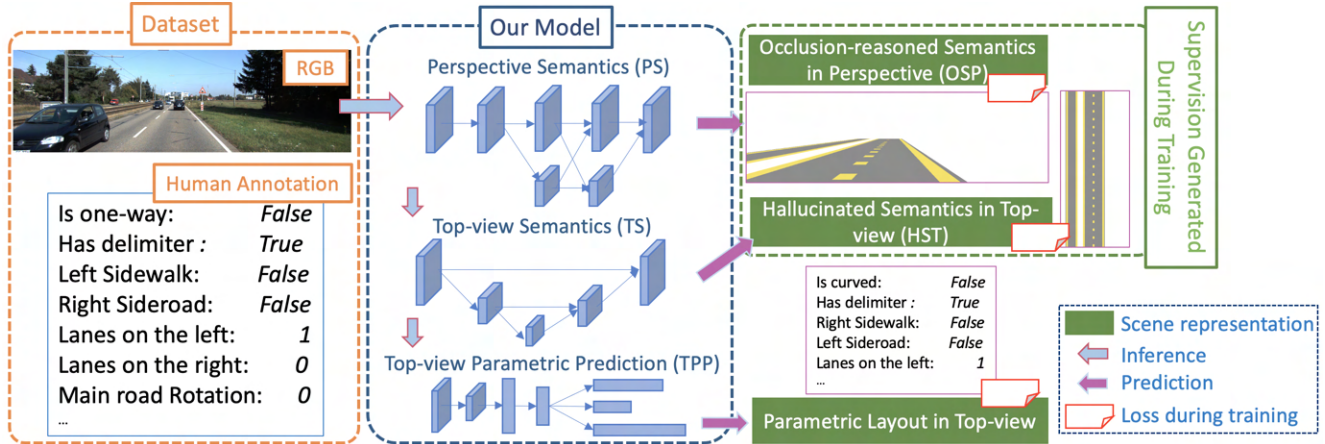 Dataset
RGB
Human Annotation
Is one-way: False
Has delimiter : True
Left Sidewalk: False
Right Sideroad: False
Lanes on the left: 1
Lanes on the right: 0
Main road Rotation: 0
...
Our Model
Perspective Semantics (PS)
Top-view Semantics (TS)
Top-view Parametric Prediction (TPP)
Occlusion-reasoned Semantics
in Perspective (OSP)
Hallucinated Semantics in Top-
view (HST)
Is curved: False
Has delimiter : True
Right Sidewalk: False
Left Sideroad: False
Lanes on the left: 1
...
Parametric Layout in Top-view
Supervision Generated
During Training
Scene representation
Inference
Prediction
Loss during training